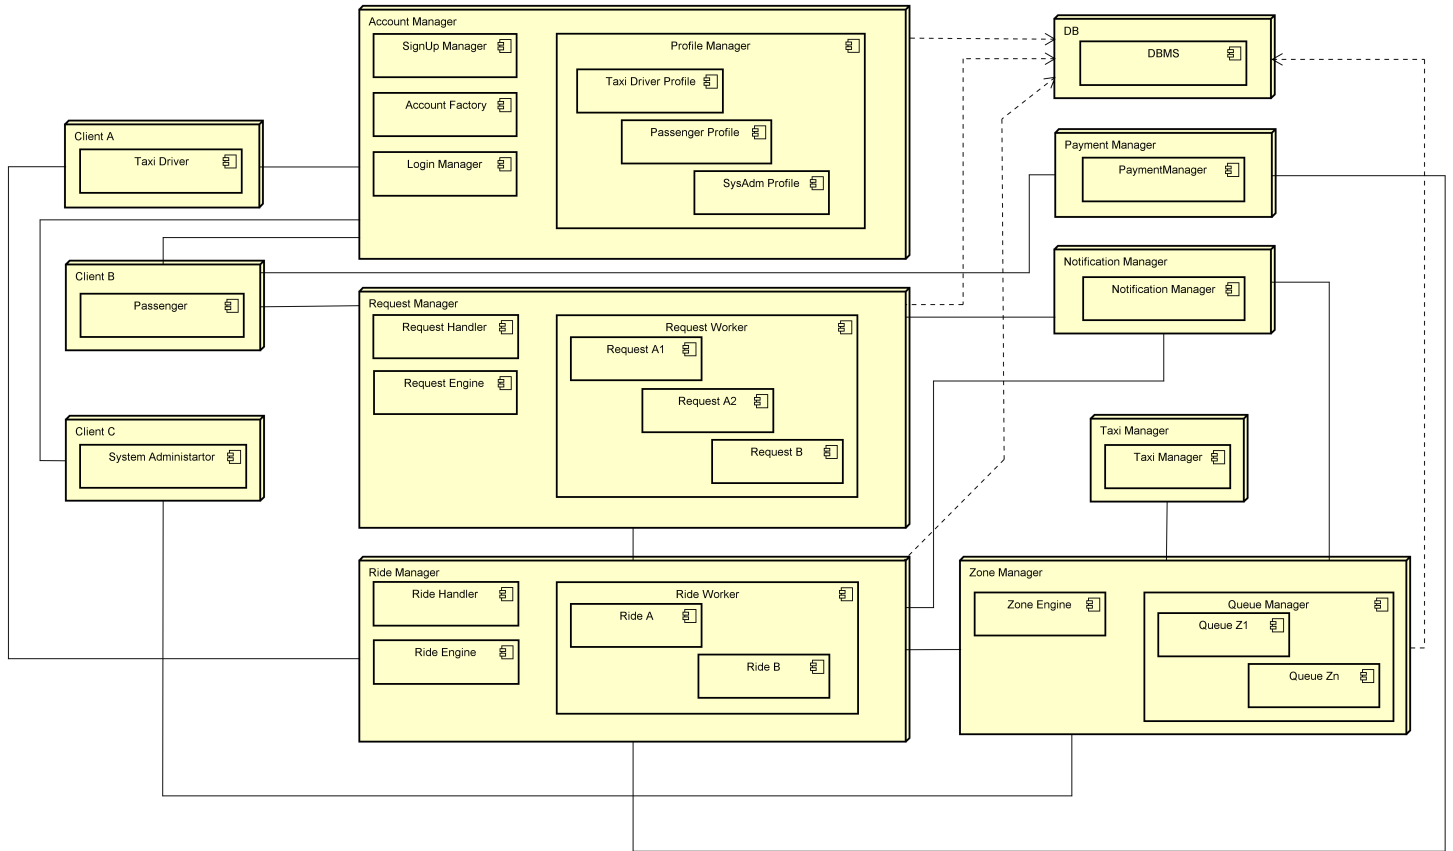 Account Manager
SignUp Manager
Account Factory
Login Manager
Profile Manager
Taxi Driver Profile
Passenger Profile
SysAdm Profile
DB
DBMS
Client A
Taxi Driver
Payment Manager
PaymentManager
Client B
Passenger
Notification Manager
Notification Manager
Request Manager
Request Handler
Request Engine
Request Worker
Request A1
Request A2
Request B
Client C
System Administartor
Taxi Manager
Taxi Manager
Ride Manager
Ride Handler
Ride Engine
Ride Worker
Ride A
Ride B
Zone Manager
Zone Engine
Queue Manager
Queue Z1
Queue Zn